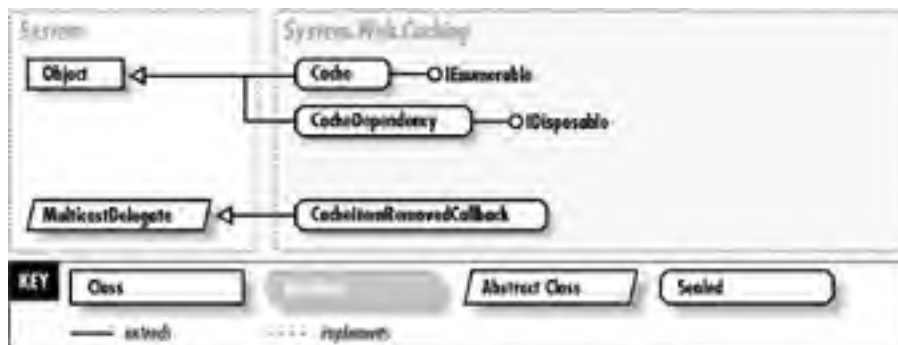 System
System.Web.Caching
Object
Cache
IEnumerable
CacheDependency
IDisposable
MulticastDelegate
CacheItemRemovedCallback
KEY
Class
Abstract Class
Sealed
extends
implements